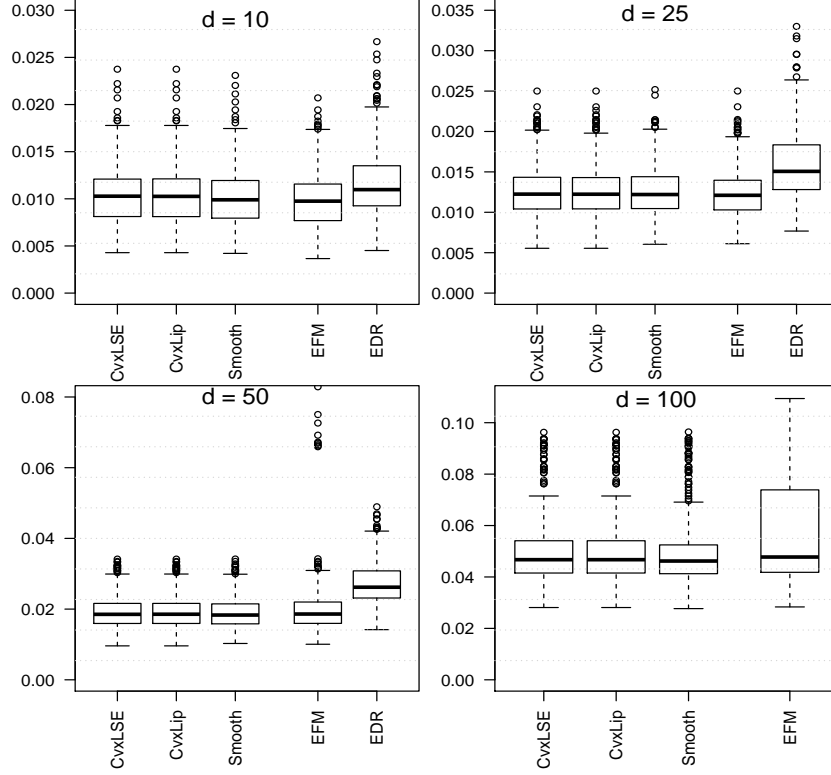 d = 10
0.030
0.025
0.020
0.015
0.010
0.005
0.000
CvxLSE
CvxLip
Smooth
EFM
EDR
d = 25
0.035
0.030
0.025
0.020
0.015
0.010
0.005
0.000
CvxLSE
CvxLip
Smooth
EFM
EDR
d = 50
0.08
0.06
0.04
0.02
0.00
CvxLSE
CvxLip
Smooth
EFM
EDR
d = 100
0.10
0.08
0.06
0.04
0.02
0.00
CvxLSE
CvxLip
Smooth
EFM